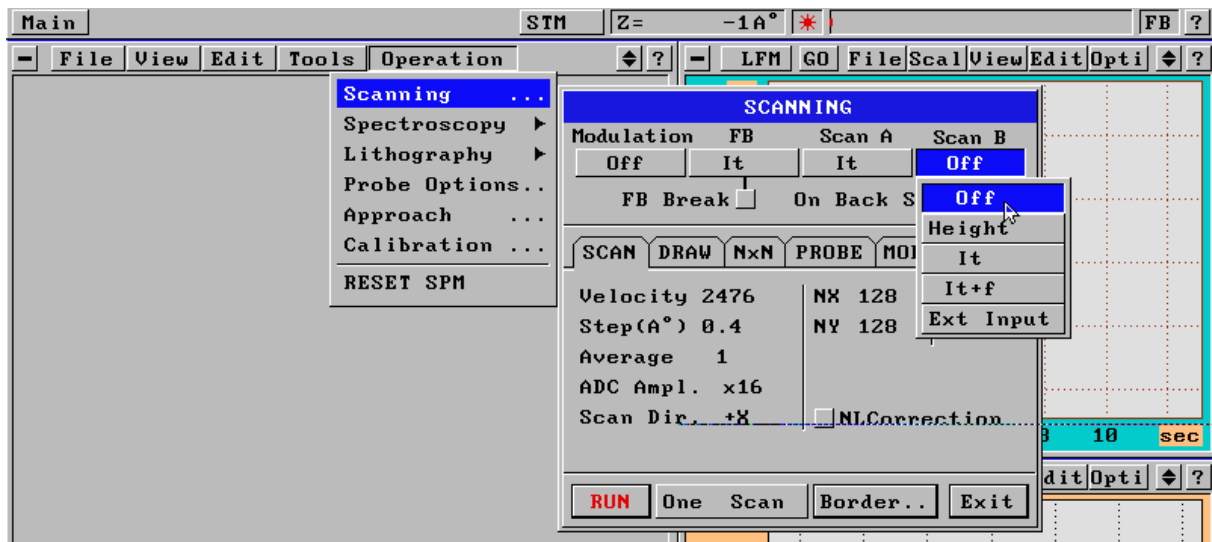 Main STM Z= -1A° FB ?
File View Edit Tools Operation ? LFM GO File Scal View Edit Opti ?
Scanning ...
Spectroscopy
Lithography
Probe Options..
Approach ...
Calibration ...
RESET SPM
SCANNING
Modulation FB Scan A Scan B
Off It It Off
FB Break On Back S
Off
Height
It
It+f
Ext Input
SCAN DRAW NxN PROBE MO
Velocity 2476 NX 128
Step(A°) 0.4 NY 128
Average 1
ADC Ampl. x16
Scan Dir. +X NLCorrection
10 sec
RUN One Scan Border.. Exit
dit Opti ?